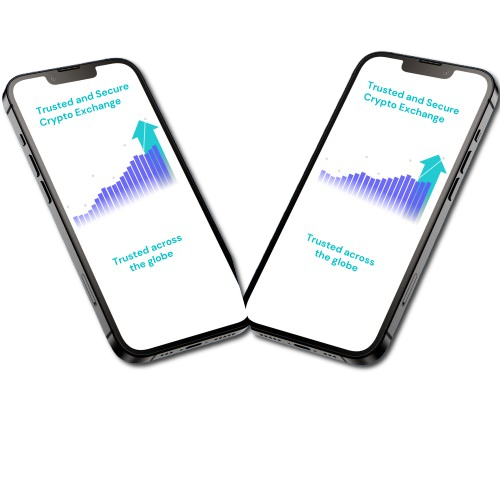 Trusted and Secure
Crypto Exchange
Trusted across
the globe
Trusted and Secure
Crypto Exchange
Trusted across
the globe